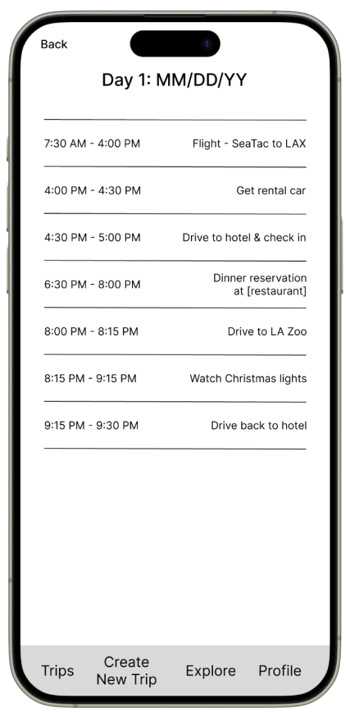 Back
Day 1: MM/DD/YY
7:30 AM - 4:00 PM Flight - SeaTac to LAX
4:00 PM - 4:30 PM Get rental car
4:30 PM - 5:00 PM Drive to hotel & check in
6:30 PM - 8:00 PM Dinner reservation
at [restaurant]
8:00 PM - 8:15 PM Drive to LA Zoo
8:15 PM - 9:15 PM Watch Christmas lights
9:15 PM - 9:30 PM Drive back to hotel
Trips Create Explore Profile
New Trip